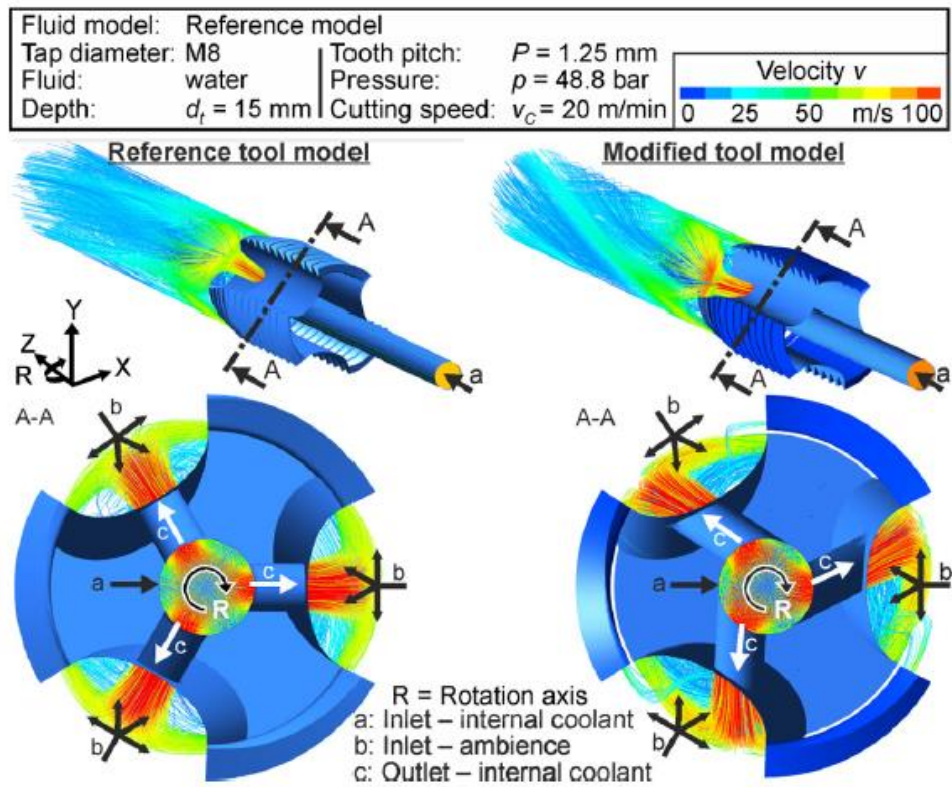 Fluid model: Reference model
Tap diameter: M8
Fluid: water
Depth: dₜ = 15 mm
Tooth pitch: P = 1.25 mm
Pressure: p = 48.8 bar
Cutting speed: v_C = 20 m/min
Velocity v
0 25 50 m/s 100
Reference tool model
Modified tool model
A
A
A
A
Y
Z
X
R
a
a
A-A
b
A-A
b
c
c
a
c
b
a
c
b
R
R
c
c
b
b
R = Rotation axis
a: Inlet – internal coolant
b: Inlet – ambience
c: Outlet – internal coolant